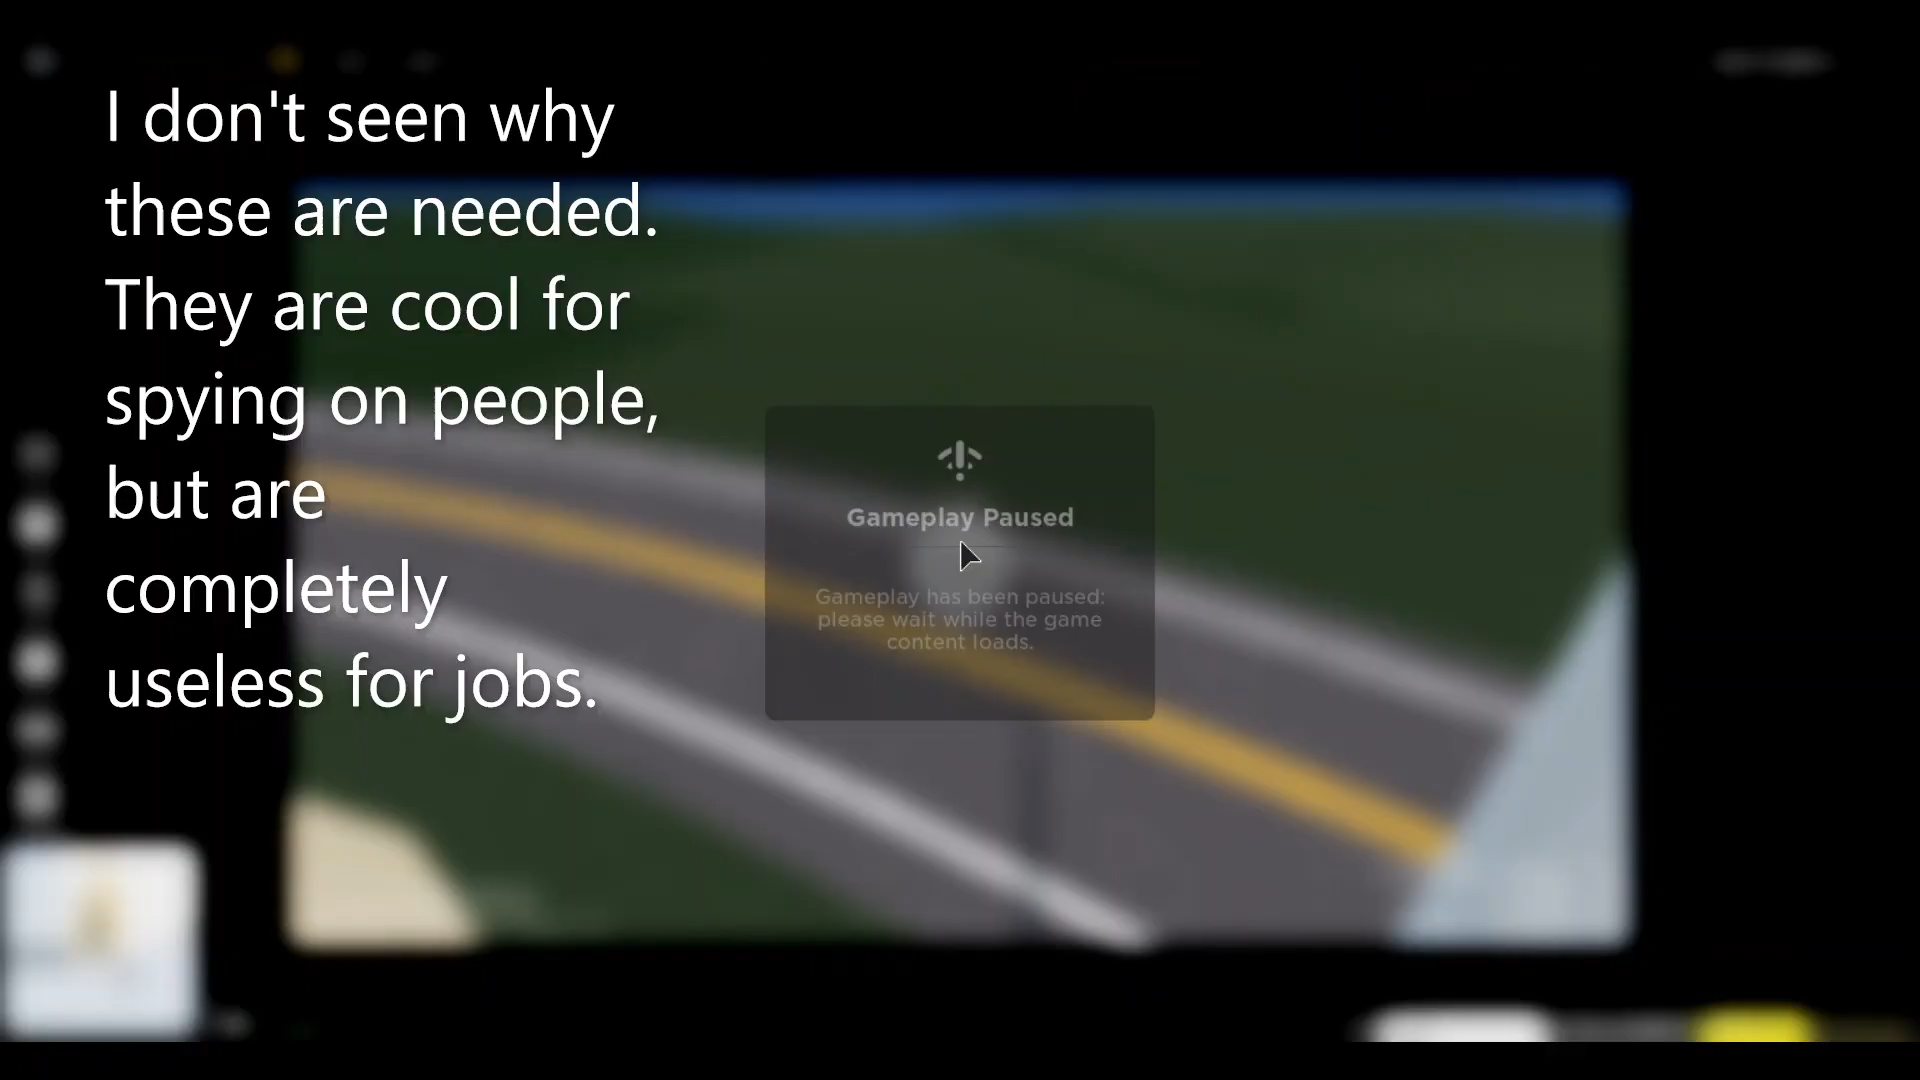 I don't seen why
these are needed.
They are cool for
spying on people,
but are
completely
useless for jobs.
Gameplay Paused
Gameplay has been paused:
please wait while the game
content loads.